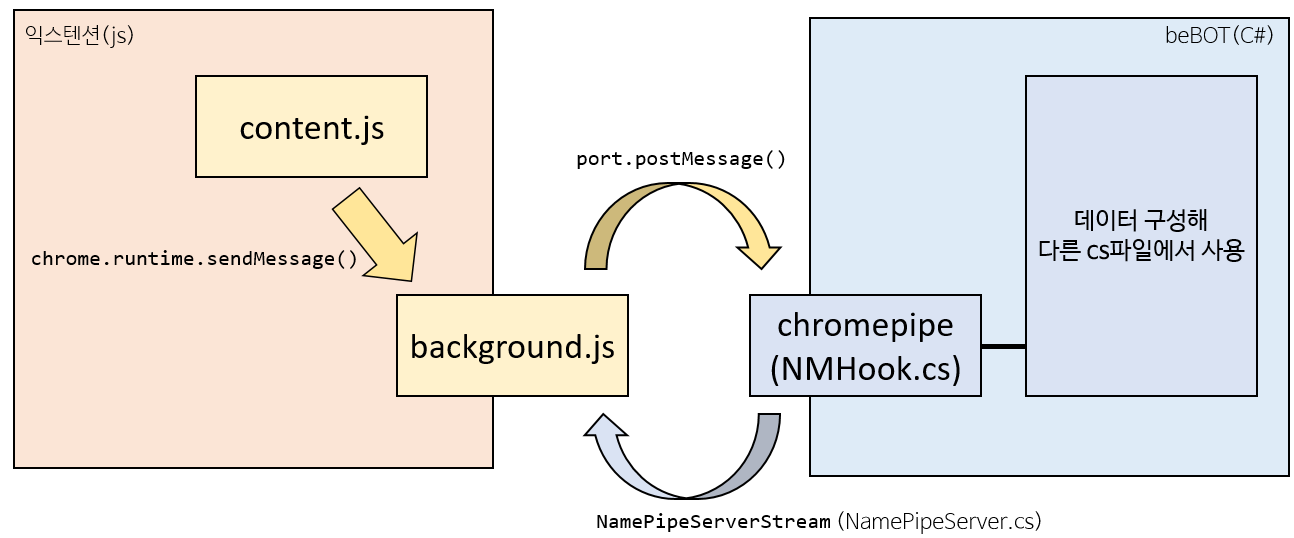 익스텐션(js)
beBOT(C#)
content.js
port.postMessage()
chrome.runtime.sendMessage()
데이터 구성해
다른 cs파일에서 사용
background.js
chromepipe
(NMHook.cs)
NamePipeServerStream (NamePipeServer.cs)